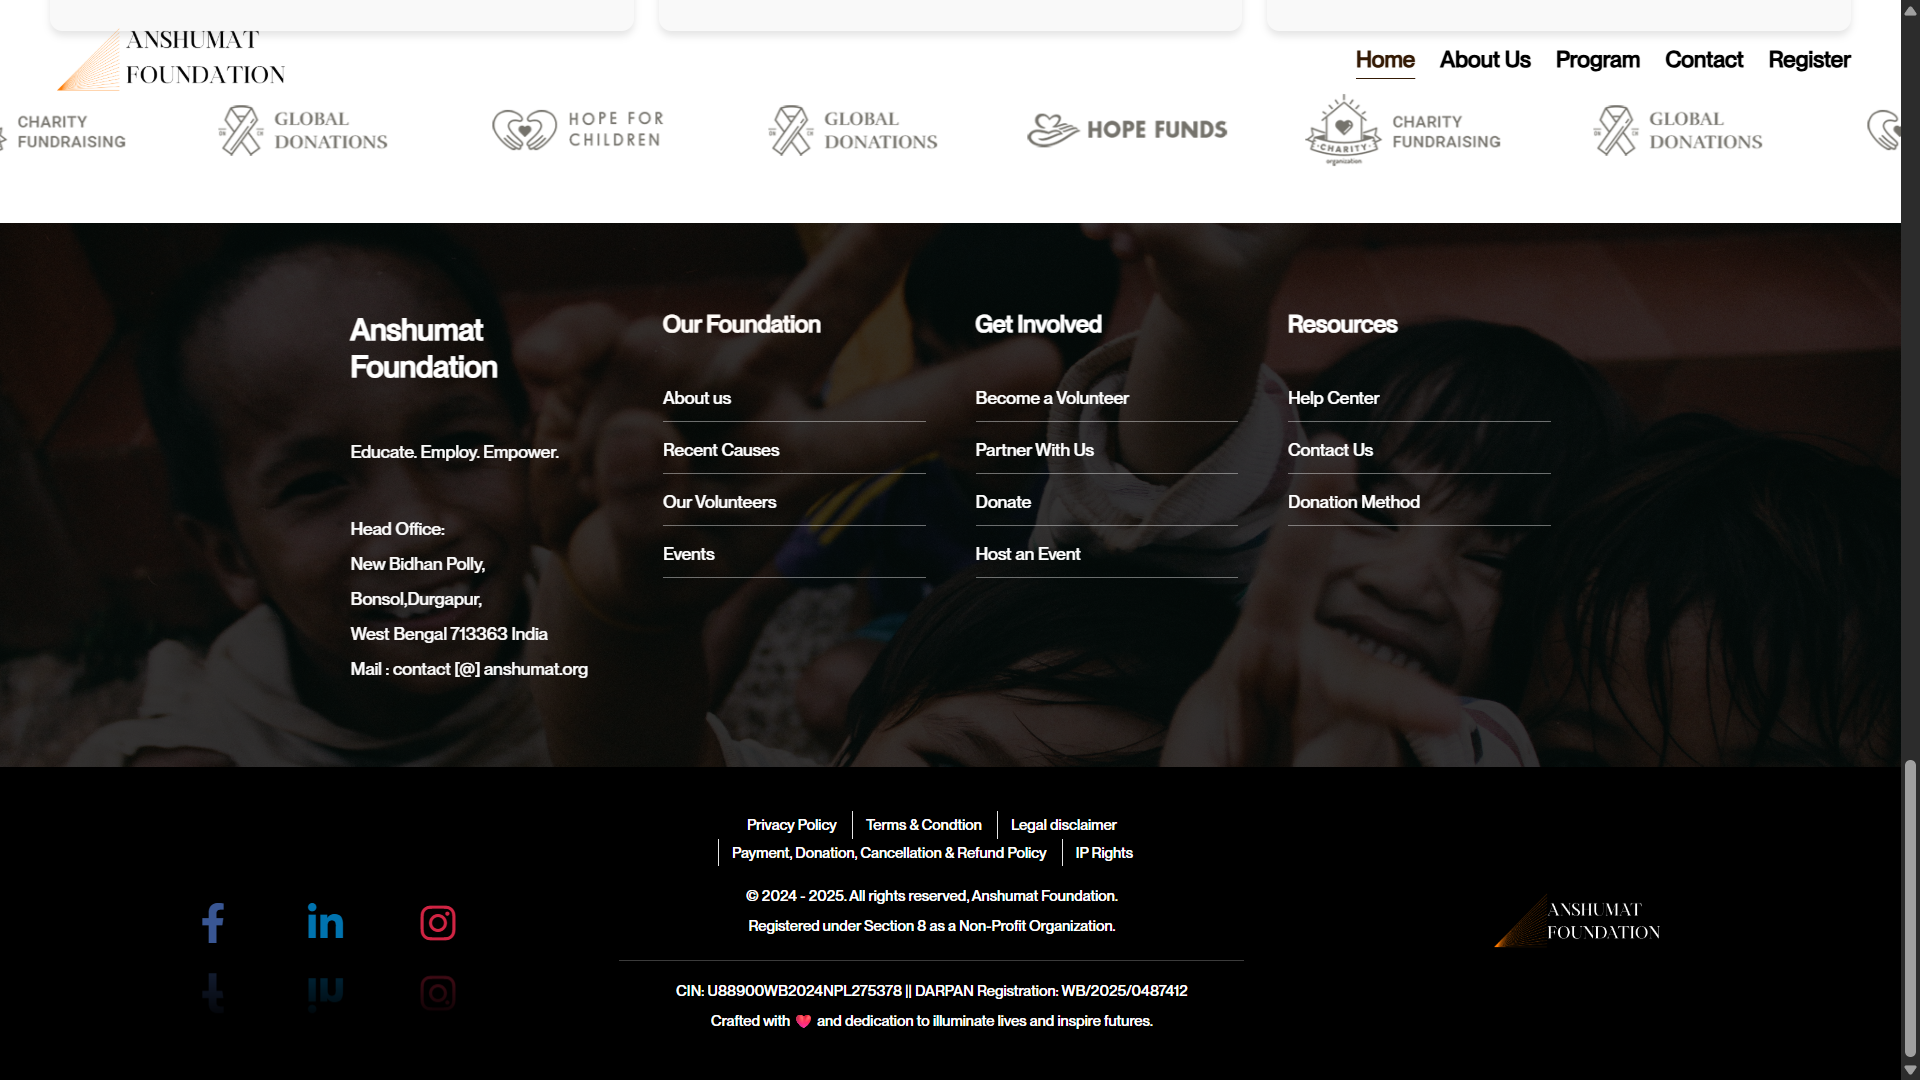 ANSHUMAT
FOUNDATION
Home
About Us
Program
Contact
Register
CHARITY
FUNDRAISING
GLOBAL
DONATIONS
HOPE FOR
CHILDREN
GLOBAL
DONATIONS
HOPE FUNDS
CHARITY
organization
CHARITY
FUNDRAISING
GLOBAL
DONATIONS
Anshumat
Foundation
Educate. Employ. Empower.
Head Office:
New Bidhan Polly,
Bonsol,Durgapur,
West Bengal 713363 India
Mail : contact [@] anshumat.org
Our Foundation
About us
Recent Causes
Our Volunteers
Events
Get Involved
Become a Volunteer
Partner With Us
Donate
Host an Event
Resources
Help Center
Contact Us
Donation Method
Privacy Policy
Terms & Condtion
Legal disclaimer
Payment, Donation, Cancellation & Refund Policy
IP Rights
© 2024 - 2025. All rights reserved, Anshumat Foundation.
Registered under Section 8 as a Non-Profit Organization.
CIN: U88900WB2024NPL275378 || DARPAN Registration: WB/2025/0487412
Crafted with ❤ and dedication to illuminate lives and inspire futures.
ANSHUMAT
FOUNDATION